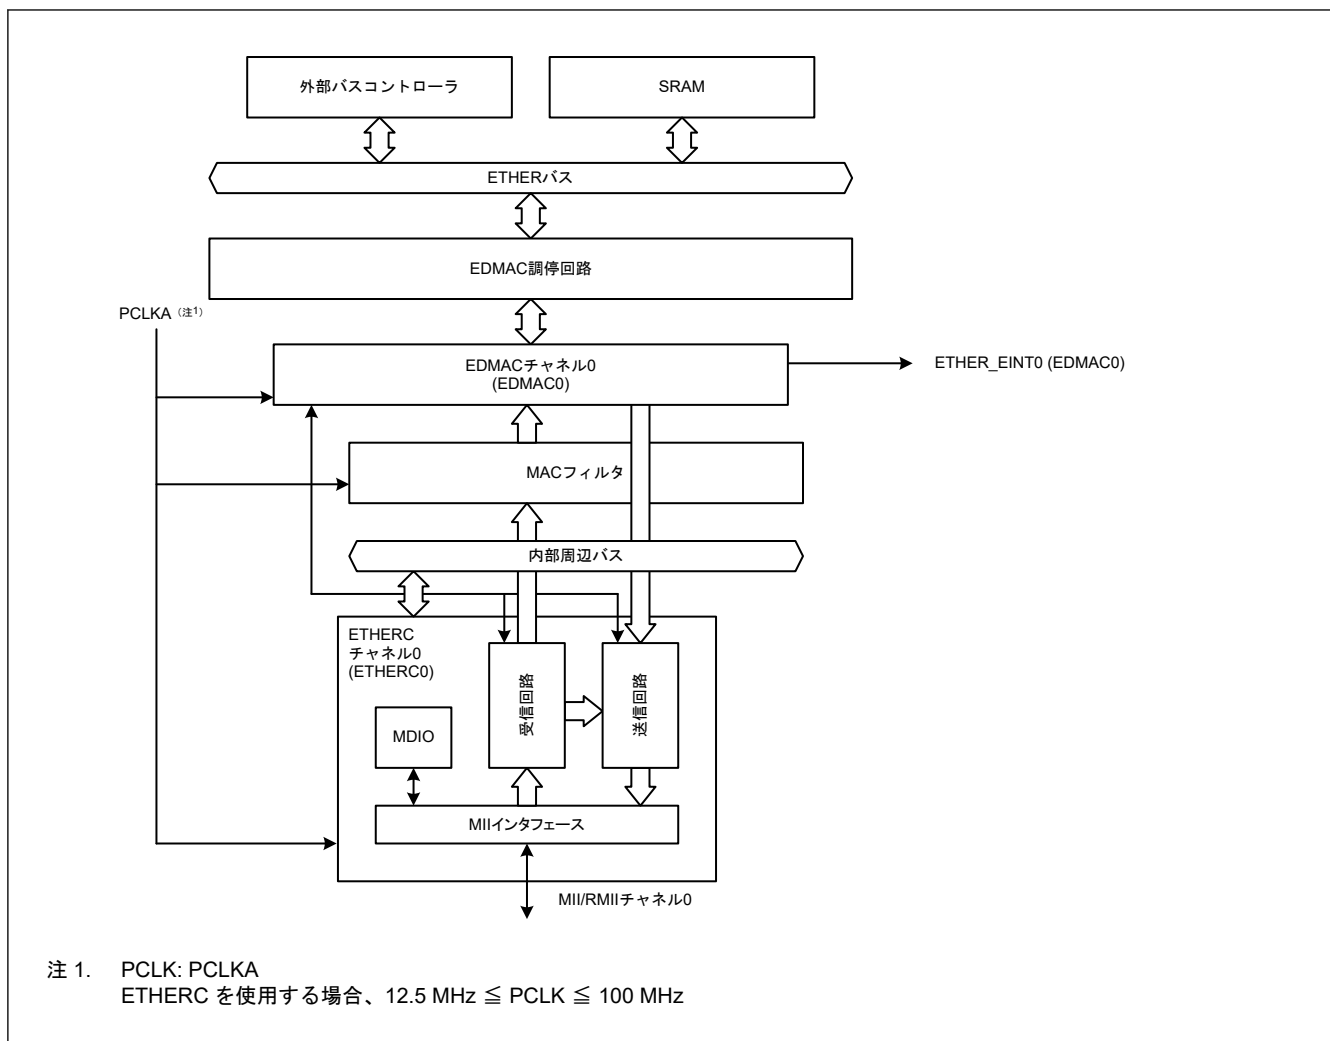 外部バスコントローラ
SRAM
ETHERバス
EDMAC調停回路
PCLKA（注1）
EDMACチャネル0
(EDMAC0)
ETHER_EINT0 (EDMAC0)
MACフィルタ
内部周辺バス
ETHERC
チャネル0
(ETHERC0)
受信回路
送信回路
MDIO
MIIインタフェース
MII/RMIIチャネル0
注 1. PCLK: PCLKA
ETHERC を使用する場合、12.5 MHz ≦ PCLK ≦ 100 MHz